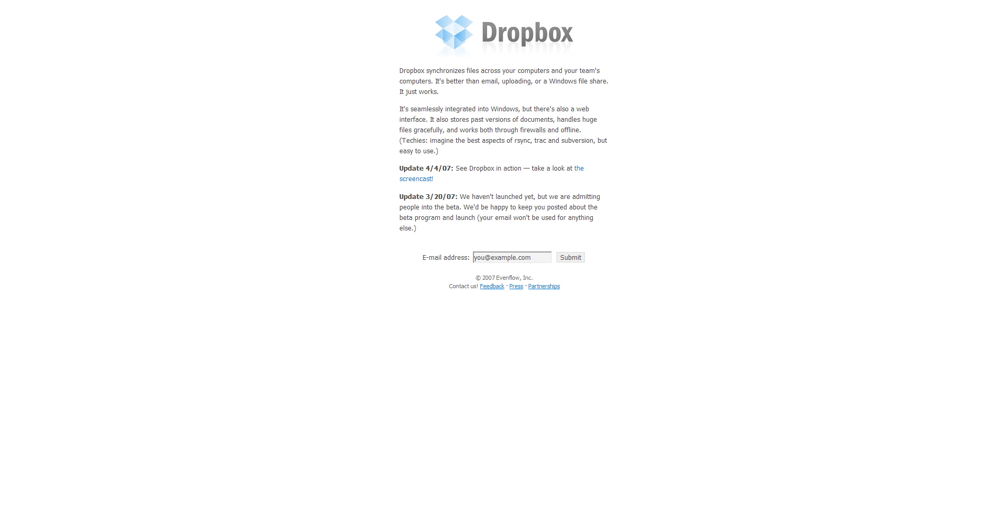 Dropbox
Dropbox synchronizes files across your computers and your team's
computers. It's better than email, uploading, or a Windows file share.
It just works.
It's seamlessly integrated into Windows, but there's also a web
interface. It also stores past versions of documents, handles huge
files gracefully, and works both through firewalls and offline.
(Techies: imagine the best aspects of rsync, trac and subversion, but
easy to use.)
Update 4/4/07: See Dropbox in action — take a look at the
screencast!
Update 3/20/07: We haven't launched yet, but we are admitting
people into the beta. We'd be happy to keep you posted about the
beta program and launch (your email won't be used for anything
else.)
E-mail address: you@example.com Submit
© 2007 Evenflow, Inc.
Contact us! Feedback · Press · Partnerships